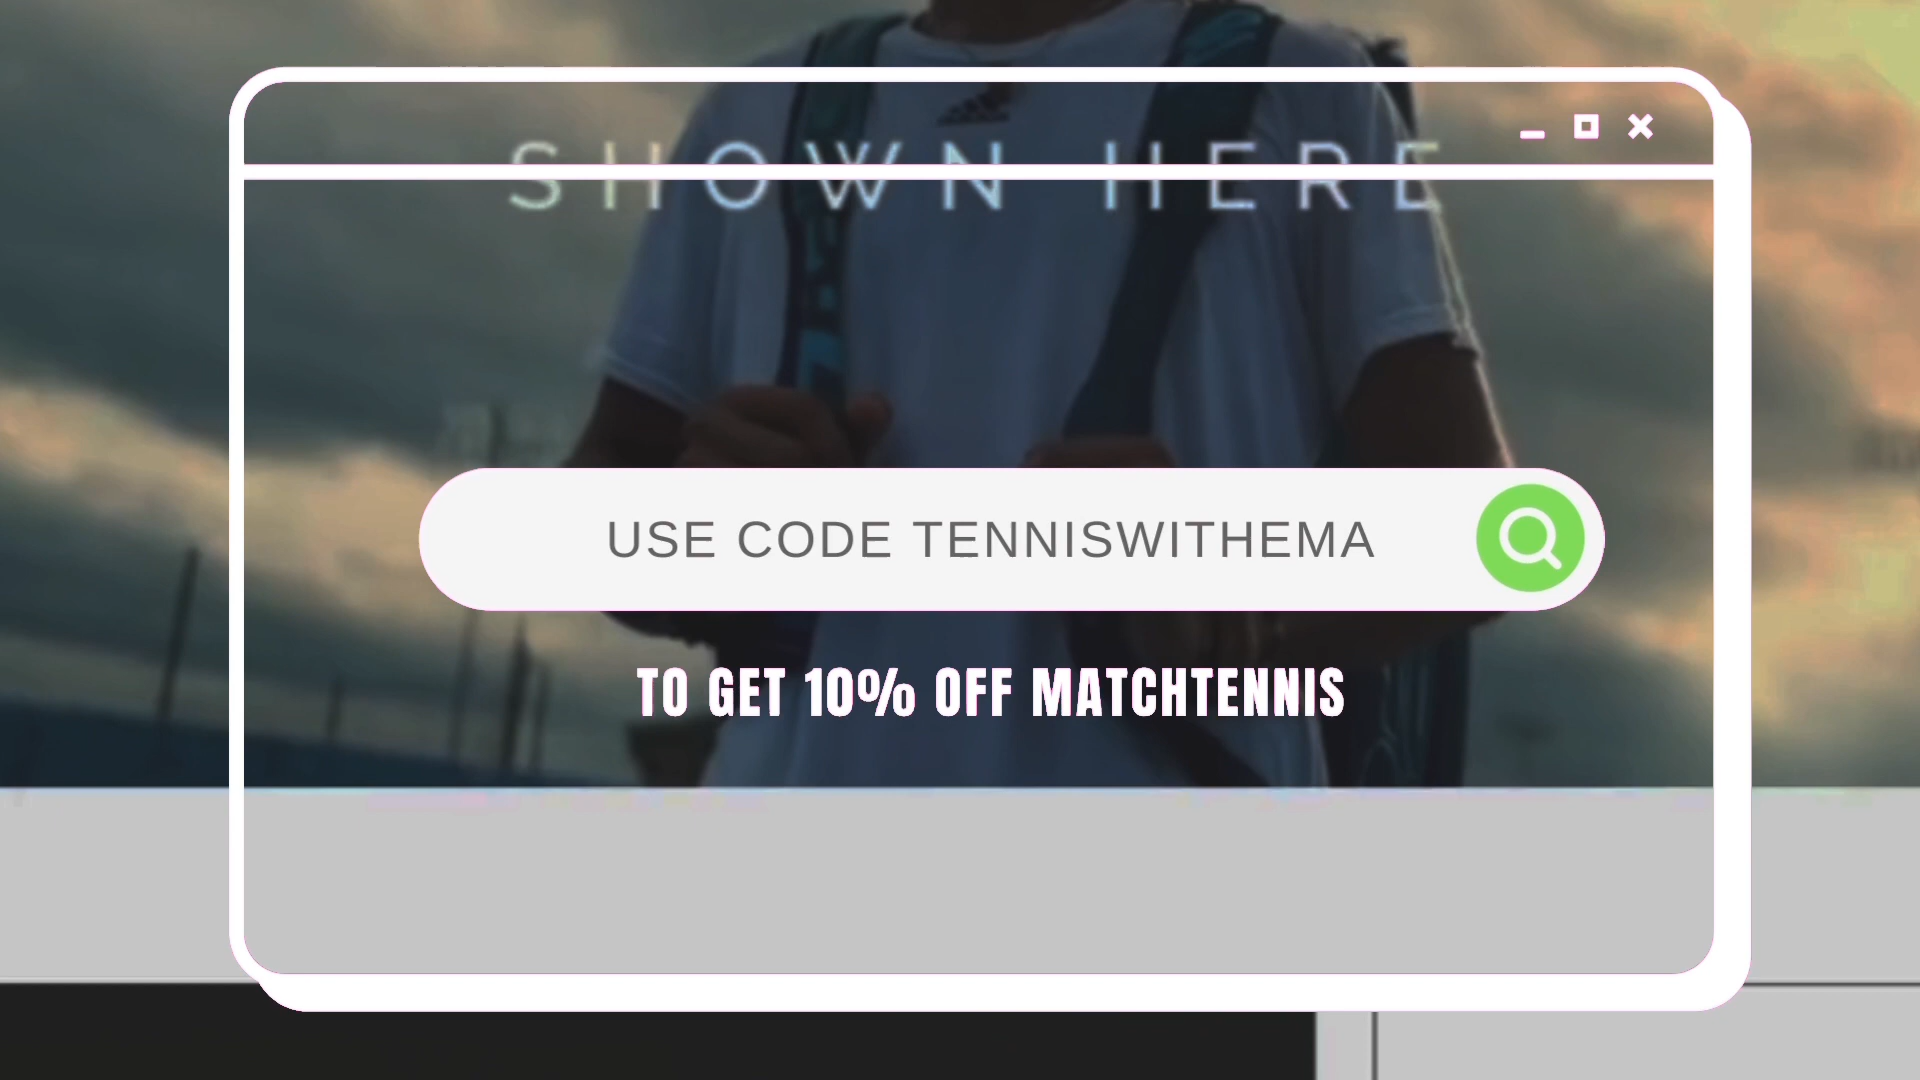 SHOWN HERE
USE CODE TENNISWITHEMA
TO GET 10% OFF MATCHTENNIS